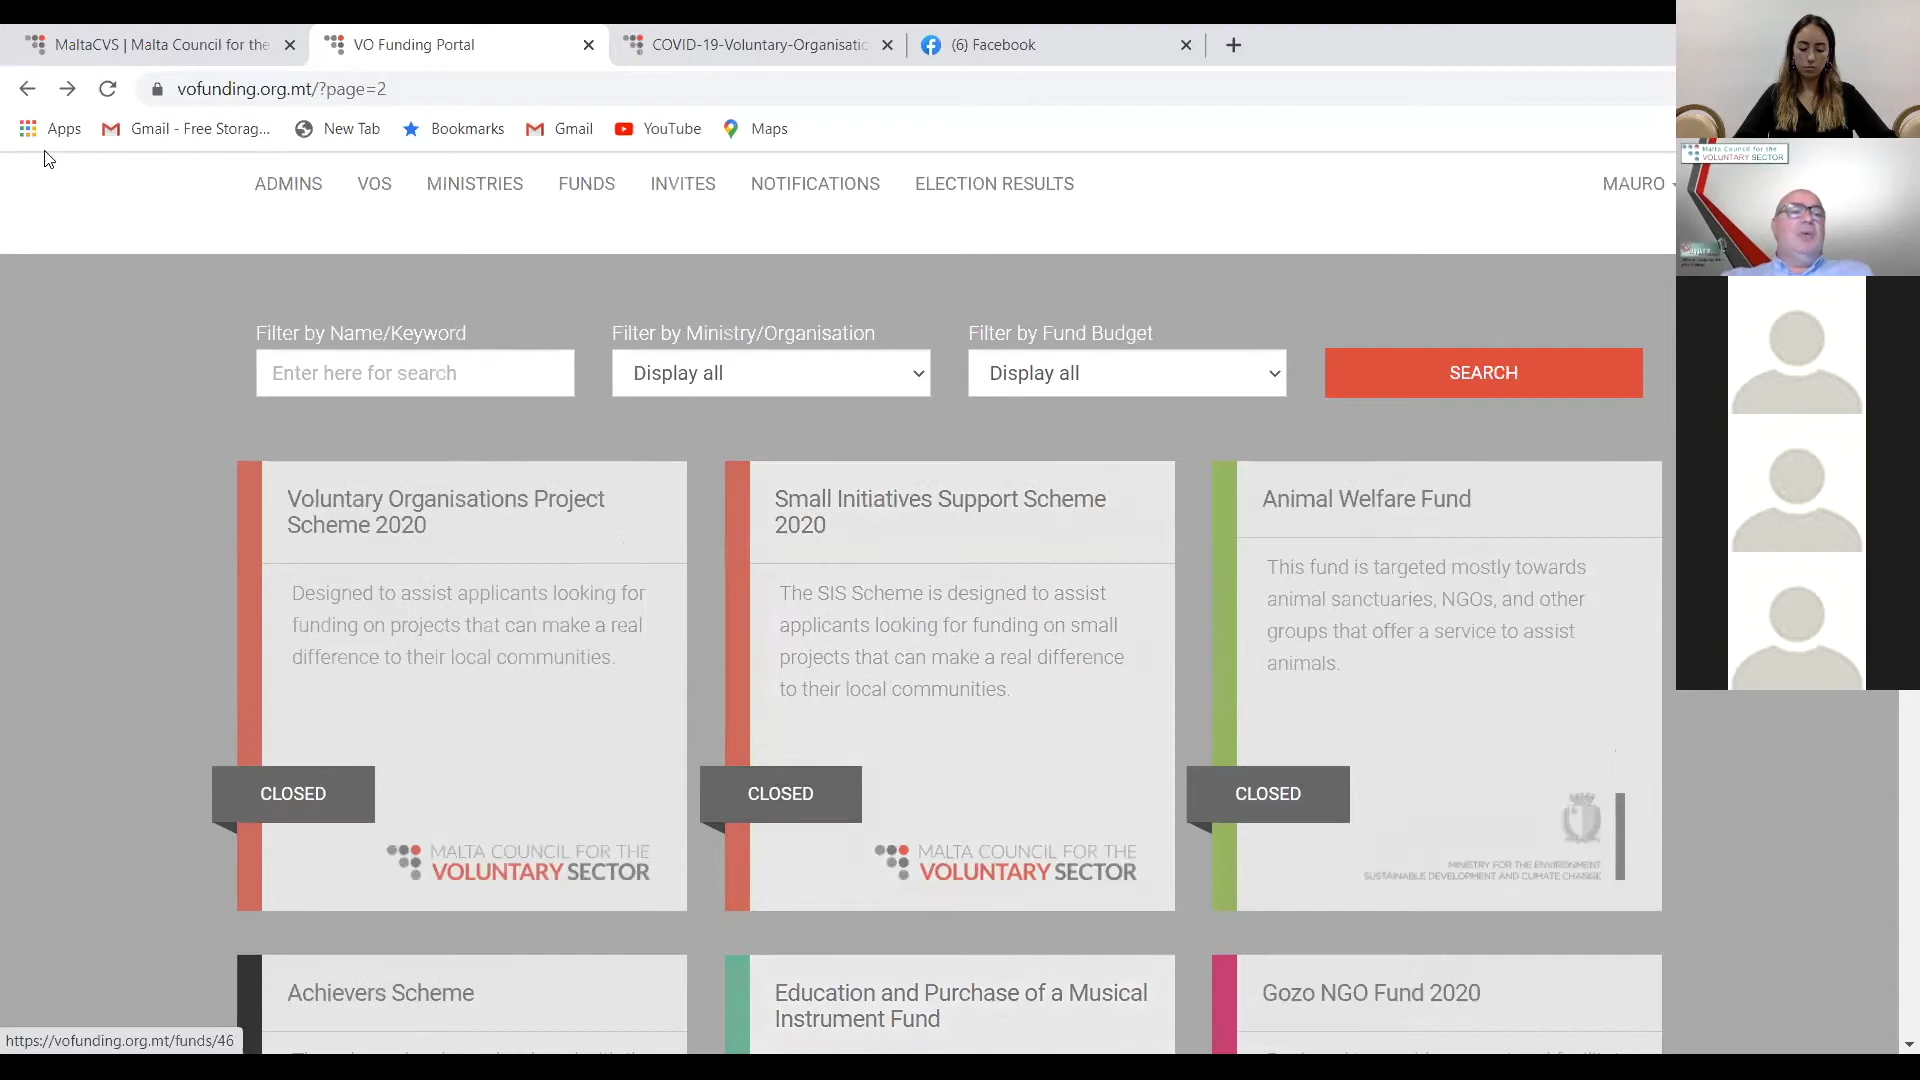 MaltaCVS | Malta Council for the
VO Funding Portal
COVID-19-Voluntary-Organisatic
(6) Facebook
vofunding.org.mt/?page=2
Apps
Gmail - Free Storag...
New Tab
Bookmarks
Gmail
YouTube
Maps
Malta Council for the
VOLUNTARY SECTOR
ADMINS
VOS
MINISTRIES
FUNDS
INVITES
NOTIFICATIONS
ELECTION RESULTS
MAURO
Filter by Name/Keyword
Filter by Ministry/Organisation
Filter by Fund Budget
Enter here for search
Display all
Display all
SEARCH
Voluntary Organisations Project
Scheme 2020
Designed to assist applicants looking for
funding on projects that can make a real
difference to their local communities.
CLOSED
MALTA COUNCIL FOR THE
VOLUNTARY SECTOR
Small Initiatives Support Scheme
2020
The SIS Scheme is designed to assist
applicants looking for funding on small
projects that can make a real difference
to their local communities.
CLOSED
MALTA COUNCIL FOR THE
VOLUNTARY SECTOR
Animal Welfare Fund
This fund is targeted mostly towards
animal sanctuaries, NGOs, and other
groups that offer a service to assist
animals.
CLOSED
MINISTRY FOR THE ENVIRONMENT
SUSTAINABLE DEVELOPMENT AND CLIMATE CHANGE
Achievers Scheme
Education and Purchase of a Musical
Instrument Fund
Gozo NGO Fund 2020
https://vofunding.org.mt/funds/46